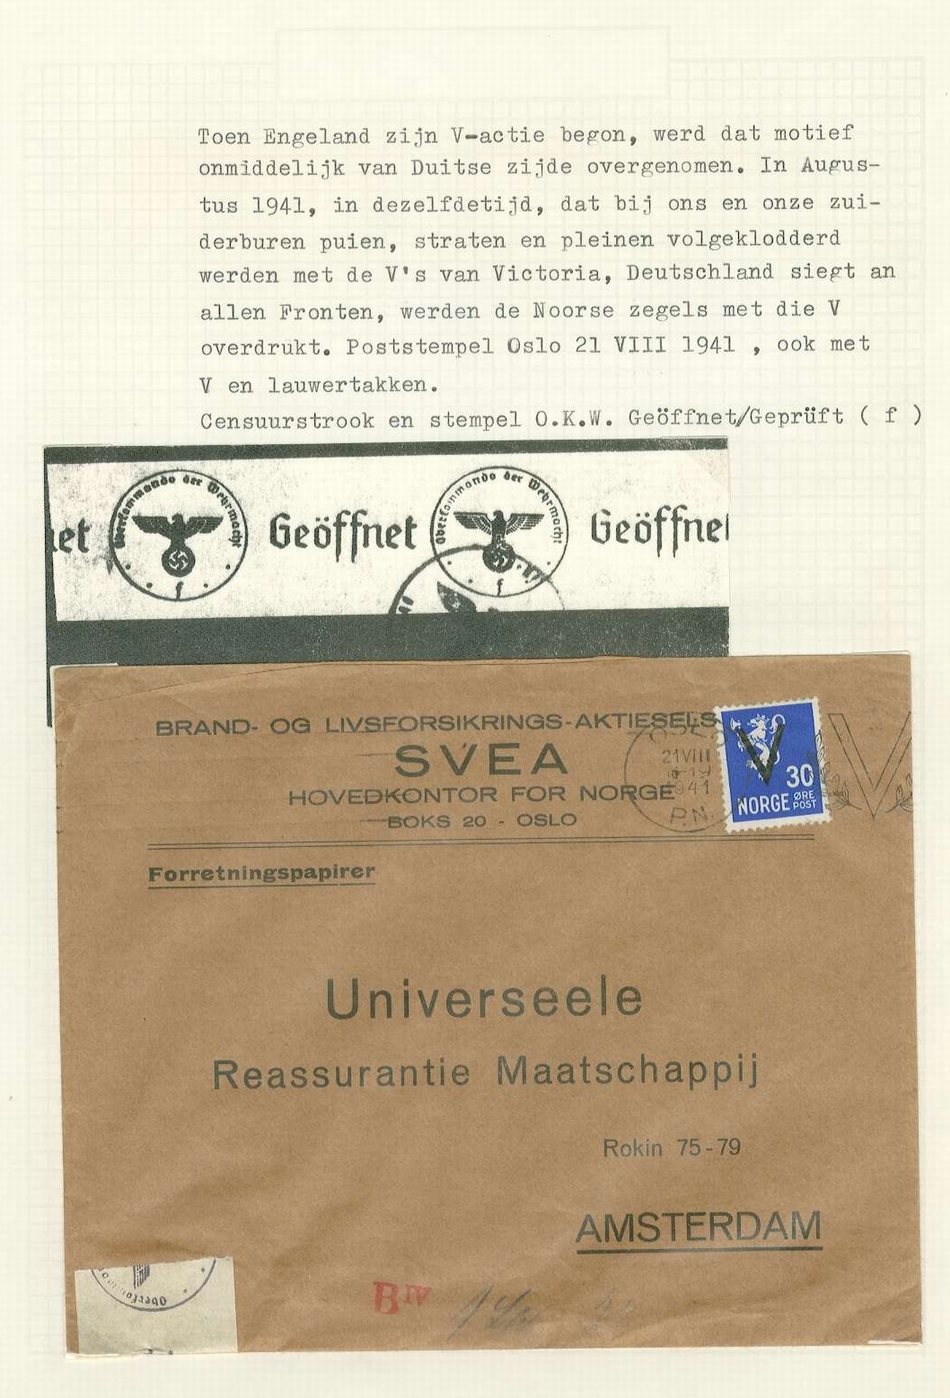 Toen Engeland zijn V-actie begon, werd dat motief
onmiddelijk van Duitse zijde overgenomen. In Augus-
tus 1941, in dezelfdetijd, dat bij ons en onze zui-
derburen puien, straten en pleinen volgeklodderd
werden met de V's van Victoria, Deutschland siegt an
allen Fronten, werden de Noorse zegels met die V
overdrukt. Poststempel Oslo 21 VIII 1941 , ook met
V en lauwertakken.
Censuurstrook en stempel O.K.W. Geöffnet/Geprüft ( f )
net
Oberkommando der Wehrmacht
f
Geöffnet
Oberkommando der Wehrmacht
f
Geöffnet
BRAND- OG LIVSFORSIKRINGS-AKTIESELS
SVEA
HOVEDKONTOR FOR NORGE
BOKS 20 - OSLO
21 VIII
1941
P.N.
V
30
NORGE ØRE POST
V
Forretningspapirer
Universeele
Reassurantie Maatschappij
Rokin 75-79
AMSTERDAM
B IV